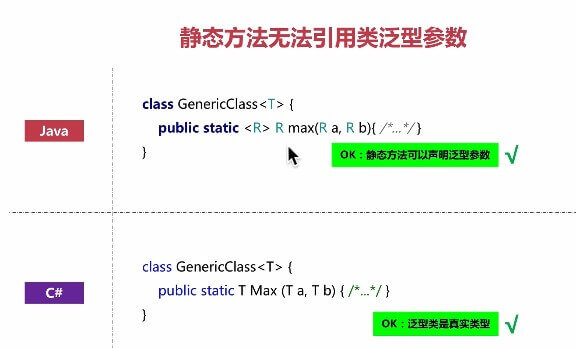 静态方法无法引用类泛型参数
Java
class GenericClass<T> {
public static <R> R max(R a, R b){ /*...*/ }
}
OK：静态方法可以声明泛型参数 √
C#
class GenericClass<T> {
public static T Max (T a, T b) { /*...*/ }
}
OK：泛型类是真实类型 √